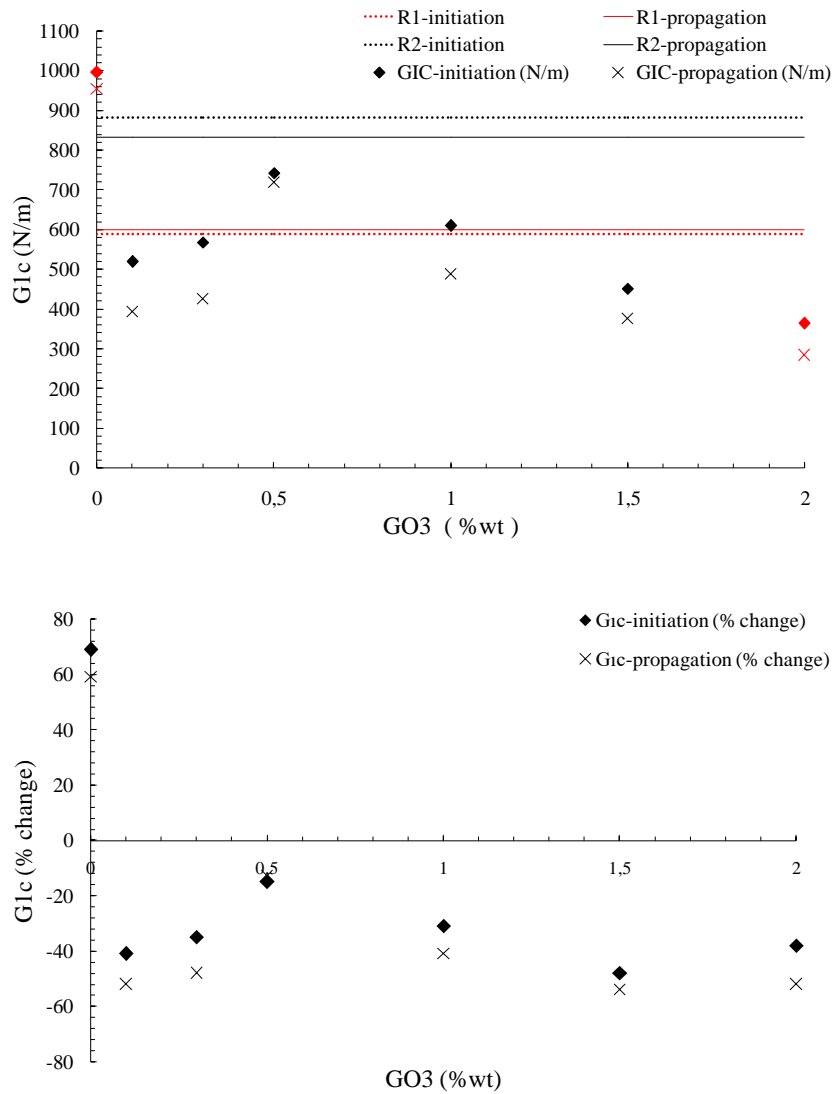 R1-initiation R1-propagation
R2-initiation R2-propagation
GIC-initiation (N/m) GIC-propagation (N/m)
1100
1000
900
800
700
600
500
400
300
200
100
0
G1c (N/m)
0 0,5 1 1,5 2
GO3 ( %wt )
80
60
40
20
0
-20
-40
-60
-80
G1c (% change)
G1c-initiation (% change)
G1c-propagation (% change)
0 0,5 1 1,5 2
GO3 (%wt)